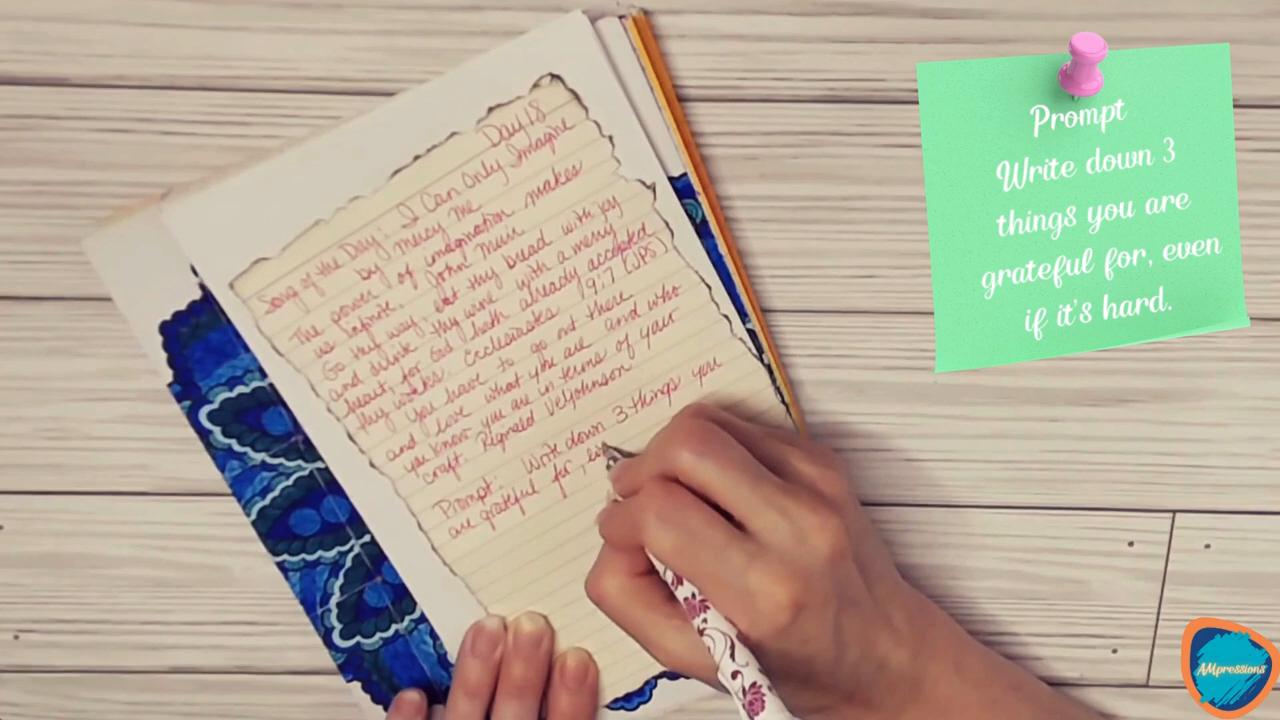 Day 18
Song of the Day: I Can Only Imagine
by mercy me
The power of imagination makes
us infinite. John Muir
Go thy way, eat thy bread with joy
and drink thy wine with a merry
heart, for God hath already accepted
thy works. Ecclesiastes 9:7 (JPS)
You have to go out there
and love what you are and who
you know you are in terms of your
craft. Reginald VelJohnson
Prompt: Write down 3 things you
are grateful for,
Prompt
Write down 3
things you are
grateful for, even
if it's hard.
AMpressions